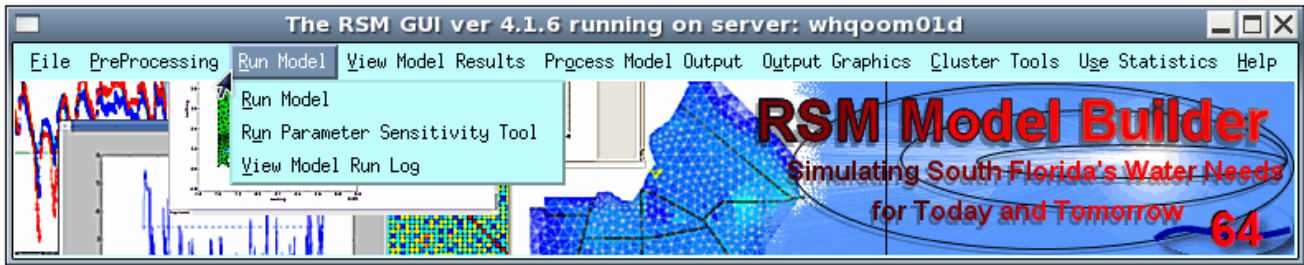 The RSM GUI ver 4.1.6 running on server: whqoom01d
File PreProcessing Run Model View Model Results Process Model Output Output Graphics Cluster Tools Use Statistics Help
Run Model
Run Parameter Sensitivity Tool
View Model Run Log
RSM Model Builder
Simulating South Florida's Water Needs
for Today and Tomorrow
64